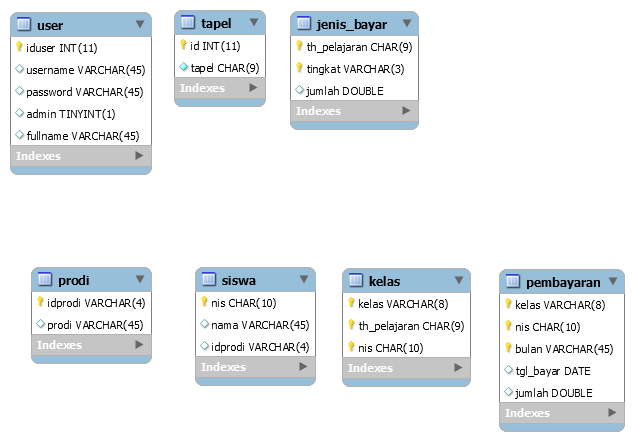 user
iduser INT(11)
username VARCHAR(45)
password VARCHAR(45)
admin TINYINT(1)
fullname VARCHAR(45)
Indexes
tapel
id INT(11)
tapel CHAR(9)
Indexes
jenis_bayar
th_pelajaran CHAR(9)
tingkat VARCHAR(3)
jumlah DOUBLE
Indexes
prodi
idprodi VARCHAR(4)
prodi VARCHAR(45)
Indexes
siswa
nis CHAR(10)
nama VARCHAR(45)
idprodi VARCHAR(4)
Indexes
kelas
kelas VARCHAR(8)
th_pelajaran CHAR(9)
nis CHAR(10)
Indexes
pembayaran
kelas VARCHAR(8)
nis CHAR(10)
bulan VARCHAR(45)
tgl_bayar DATE
jumlah DOUBLE
Indexes